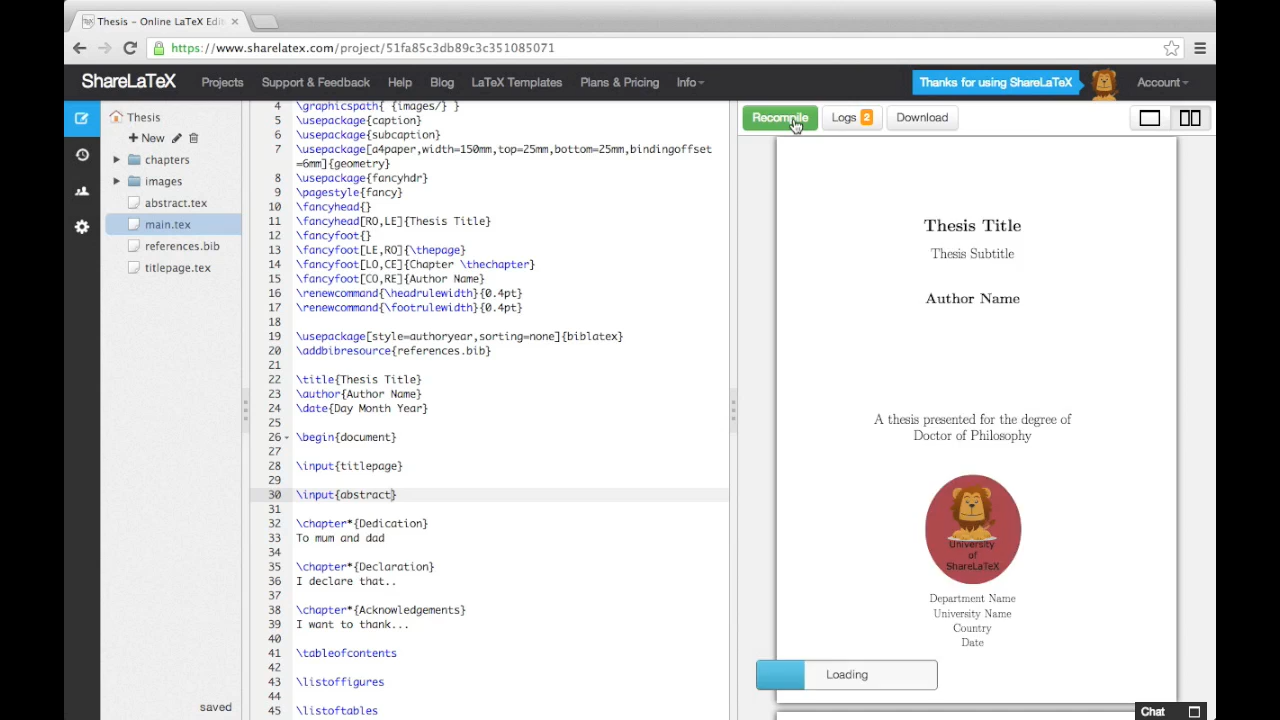 Thesis – Online LaTeX Edit
https://www.sharelatex.com/project/51fa85c3db89c3c351085071
ShareLaTeX
Projects
Support & Feedback
Help
Blog
LaTeX Templates
Plans & Pricing
Info
Thanks for using ShareLaTeX
Account
Thesis
New
chapters
images
abstract.tex
main.tex
references.bib
titlepage.tex
saved
4 \graphicspath{ {images/} }
5 \usepackage{caption}
6 \usepackage{subcaption}
7 \usepackage[a4paper,width=150mm,top=25mm,bottom=25mm,bindingoffset
=6mm]{geometry}
8 \usepackage{fancyhdr}
9 \pagestyle{fancy}
10 \fancyhead{}
11 \fancyhead[RO,LE]{Thesis Title}
12 \fancyfoot{}
13 \fancyfoot[LE,RO]{\thepage}
14 \fancyfoot[LO,CE]{Chapter \thechapter}
15 \fancyfoot[CO,RE]{Author Name}
16 \renewcommand{\headrulewidth}{0.4pt}
17 \renewcommand{\footrulewidth}{0.4pt}
18
19 \usepackage[style=authoryear,sorting=none]{biblatex}
20 \addbibresource{references.bib}
21
22 \title{Thesis Title}
23 \author{Author Name}
24 \date{Day Month Year}
25
26 \begin{document}
27
28 \input{titlepage}
29
30 \input{abstract}
31
32 \chapter*{Dedication}
33 To mum and dad
34
35 \chapter*{Declaration}
36 I declare that..
37
38 \chapter*{Acknowledgements}
39 I want to thank...
40
41 \tableofcontents
42
43 \listoffigures
44
45 \listoftables
Recompile
Logs 2
Download
Thesis Title
Thesis Subtitle
Author Name
A thesis presented for the degree of
Doctor of Philosophy
University
of
ShareLaTeX
Department Name
University Name
Country
Date
Loading
Chat